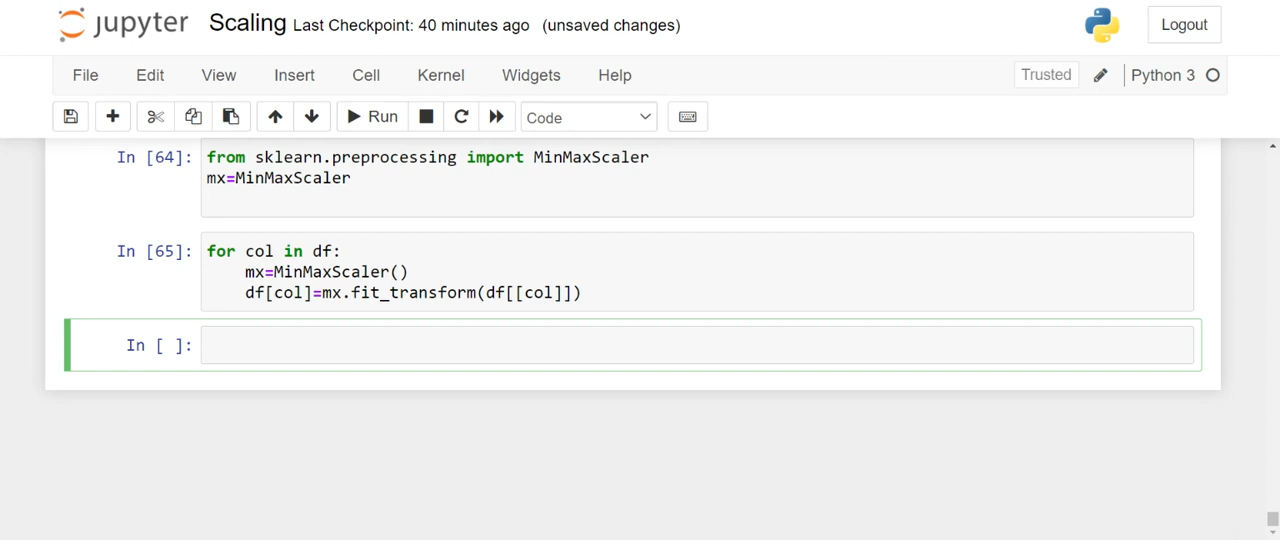 jupyter Scaling Last Checkpoint: 40 minutes ago (unsaved changes) Logout
File Edit View Insert Cell Kernel Widgets Help Trusted Python 3
Run Code
In [64]: from sklearn.preprocessing import MinMaxScaler
mx=MinMaxScaler
In [65]: for col in df:
    mx=MinMaxScaler()
    df[col]=mx.fit_transform(df[[col]])
In [ ]: